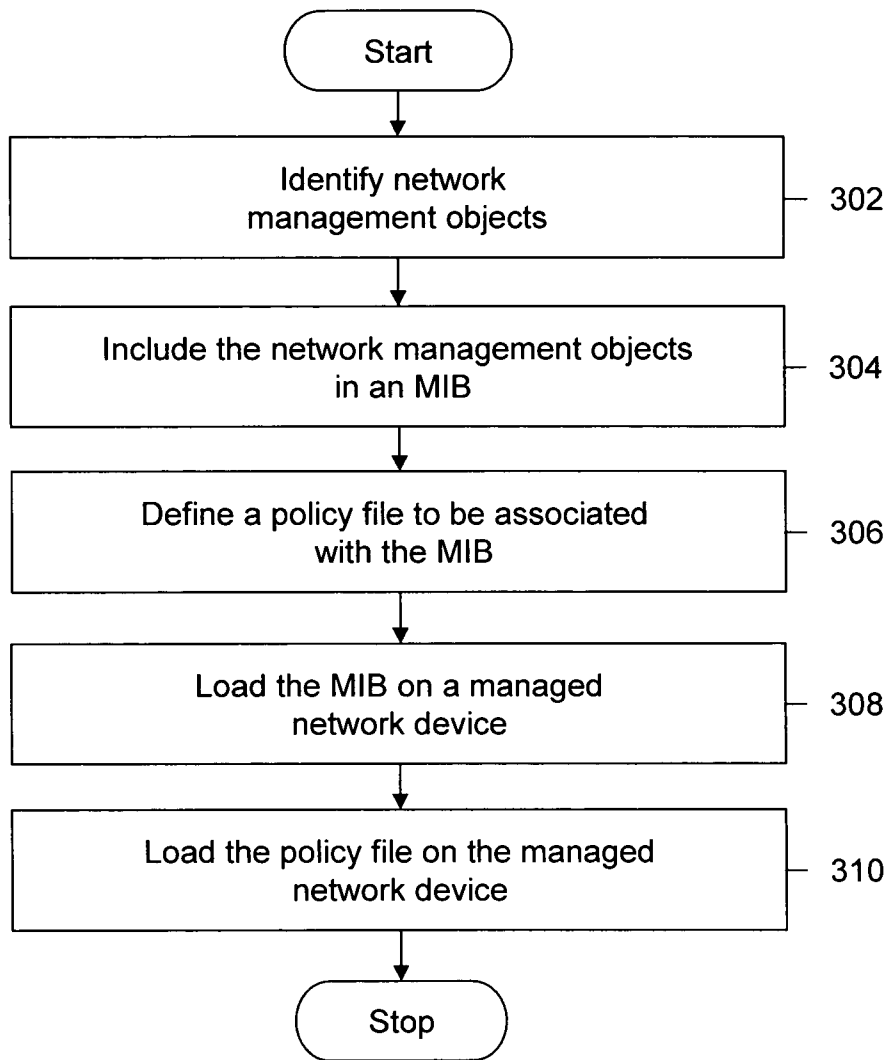 Start
Identify network
management objects
302
Include the network management objects
in an MIB
304
Define a policy file to be associated
with the MIB
306
Load the MIB on a managed
network device
308
Load the policy file on the managed
network device
310
Stop